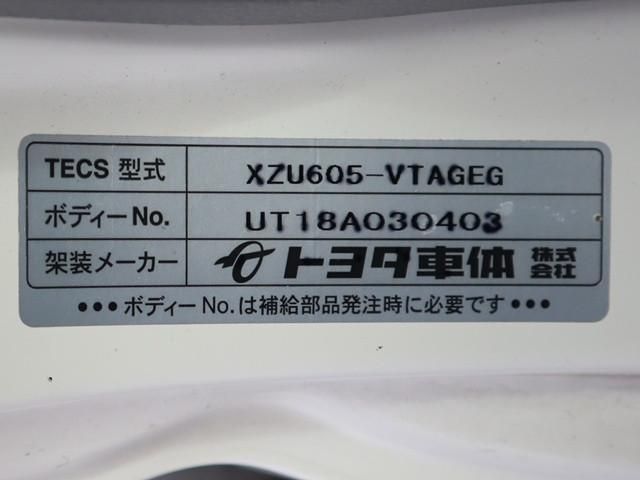 TECS 型式 XZU605-VTAGEG
ボディーNo. UT18A030403
架装メーカー トヨタ車体 株式会社
●●●ボディーNo.は補給部品発注時に必要です●●●